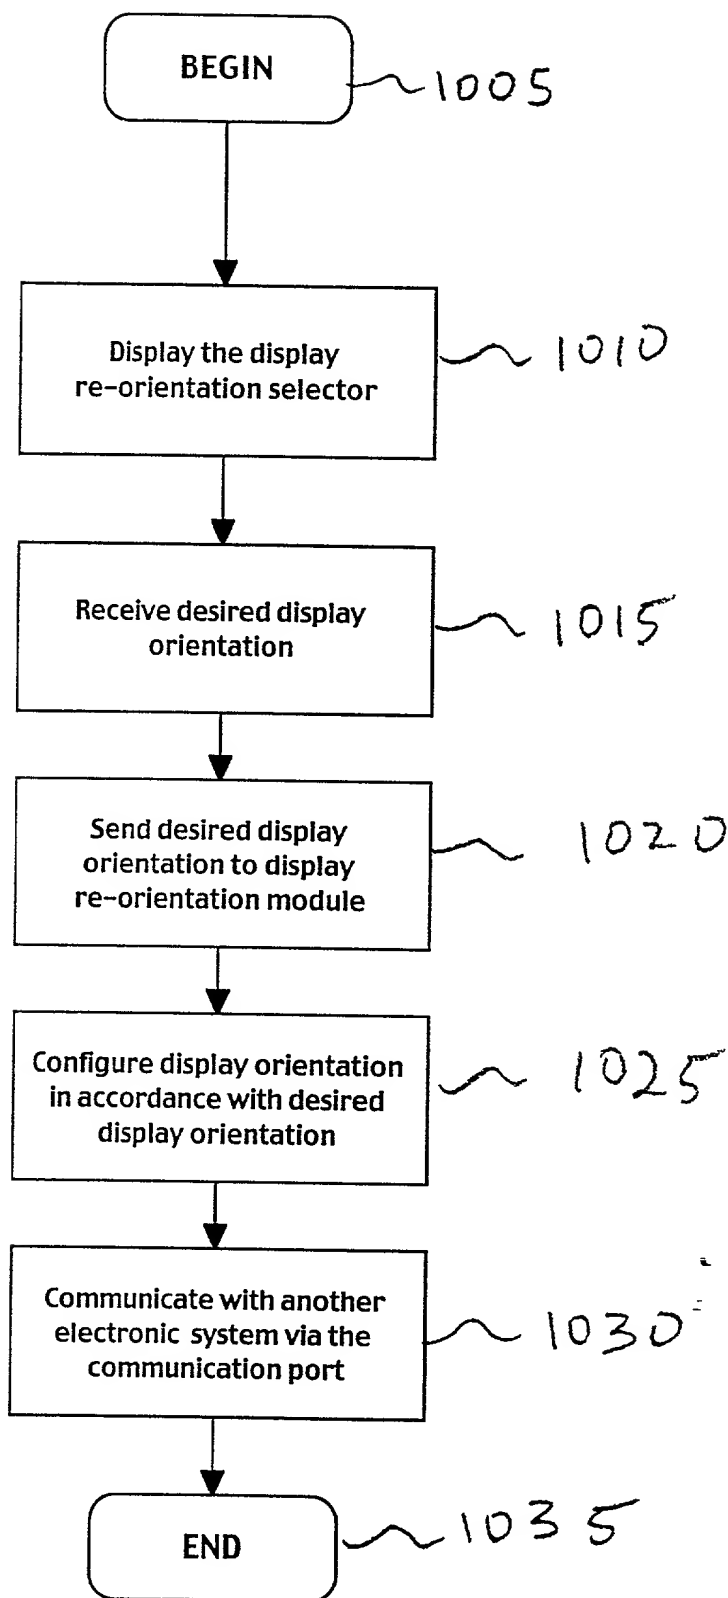 BEGIN
1005
Display the display
re-orientation selector
1010
Receive desired display
orientation
1015
Send desired display
orientation to display
re-orientation module
1020
Configure display orientation
in accordance with desired
display orientation
1025
Communicate with another
electronic system via the
communication port
1030
END
1035